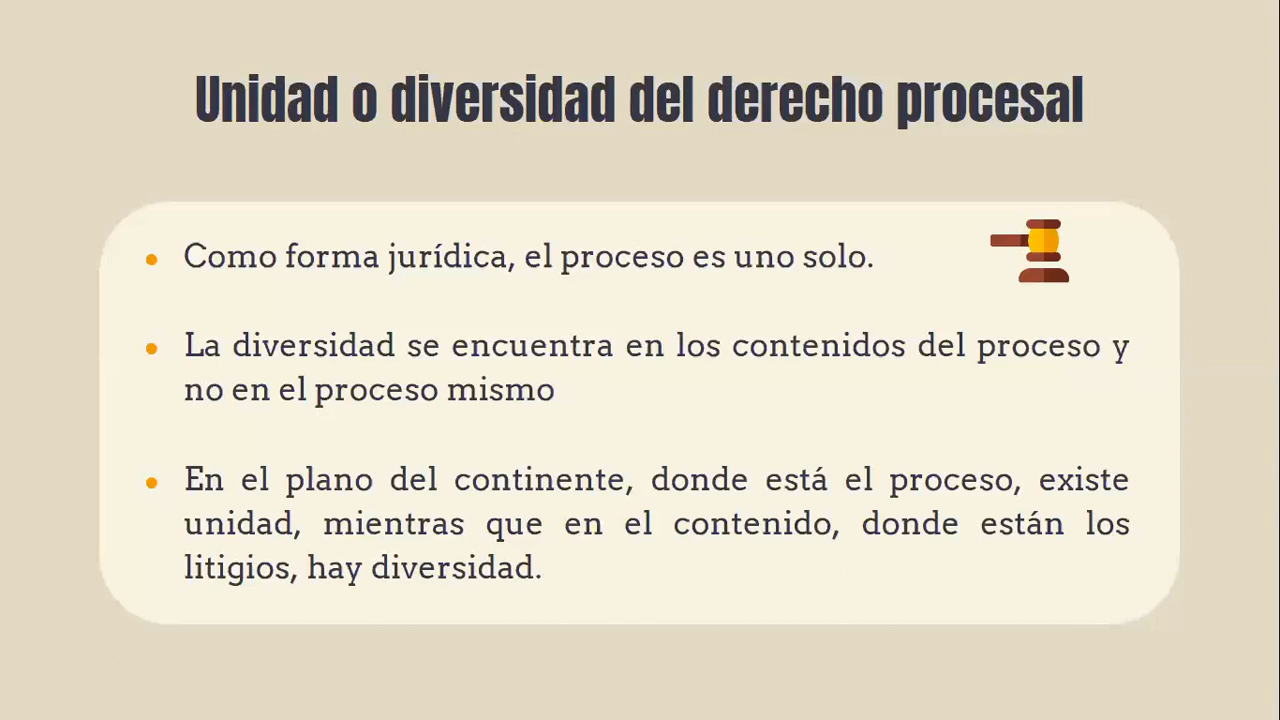 Unidad o diversidad del derecho procesal
• Como forma jurídica, el proceso es uno solo.
• La diversidad se encuentra en los contenidos del proceso y
no en el proceso mismo
• En el plano del continente, donde está el proceso, existe
unidad, mientras que en el contenido, donde están los
litigios, hay diversidad.